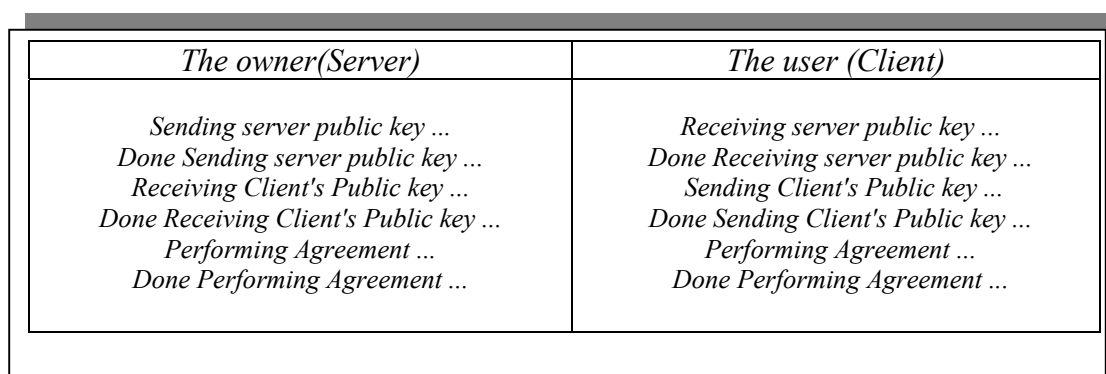 The owner(Server)
Sending server public key ...
Done Sending server public key ...
Receiving Client's Public key ...
Done Receiving Client's Public key ...
Performing Agreement ...
Done Performing Agreement ...
The user (Client)
Receiving server public key ...
Done Receiving server public key ...
Sending Client's Public key ...
Done Sending Client's Public key ...
Performing Agreement ...
Done Performing Agreement ...